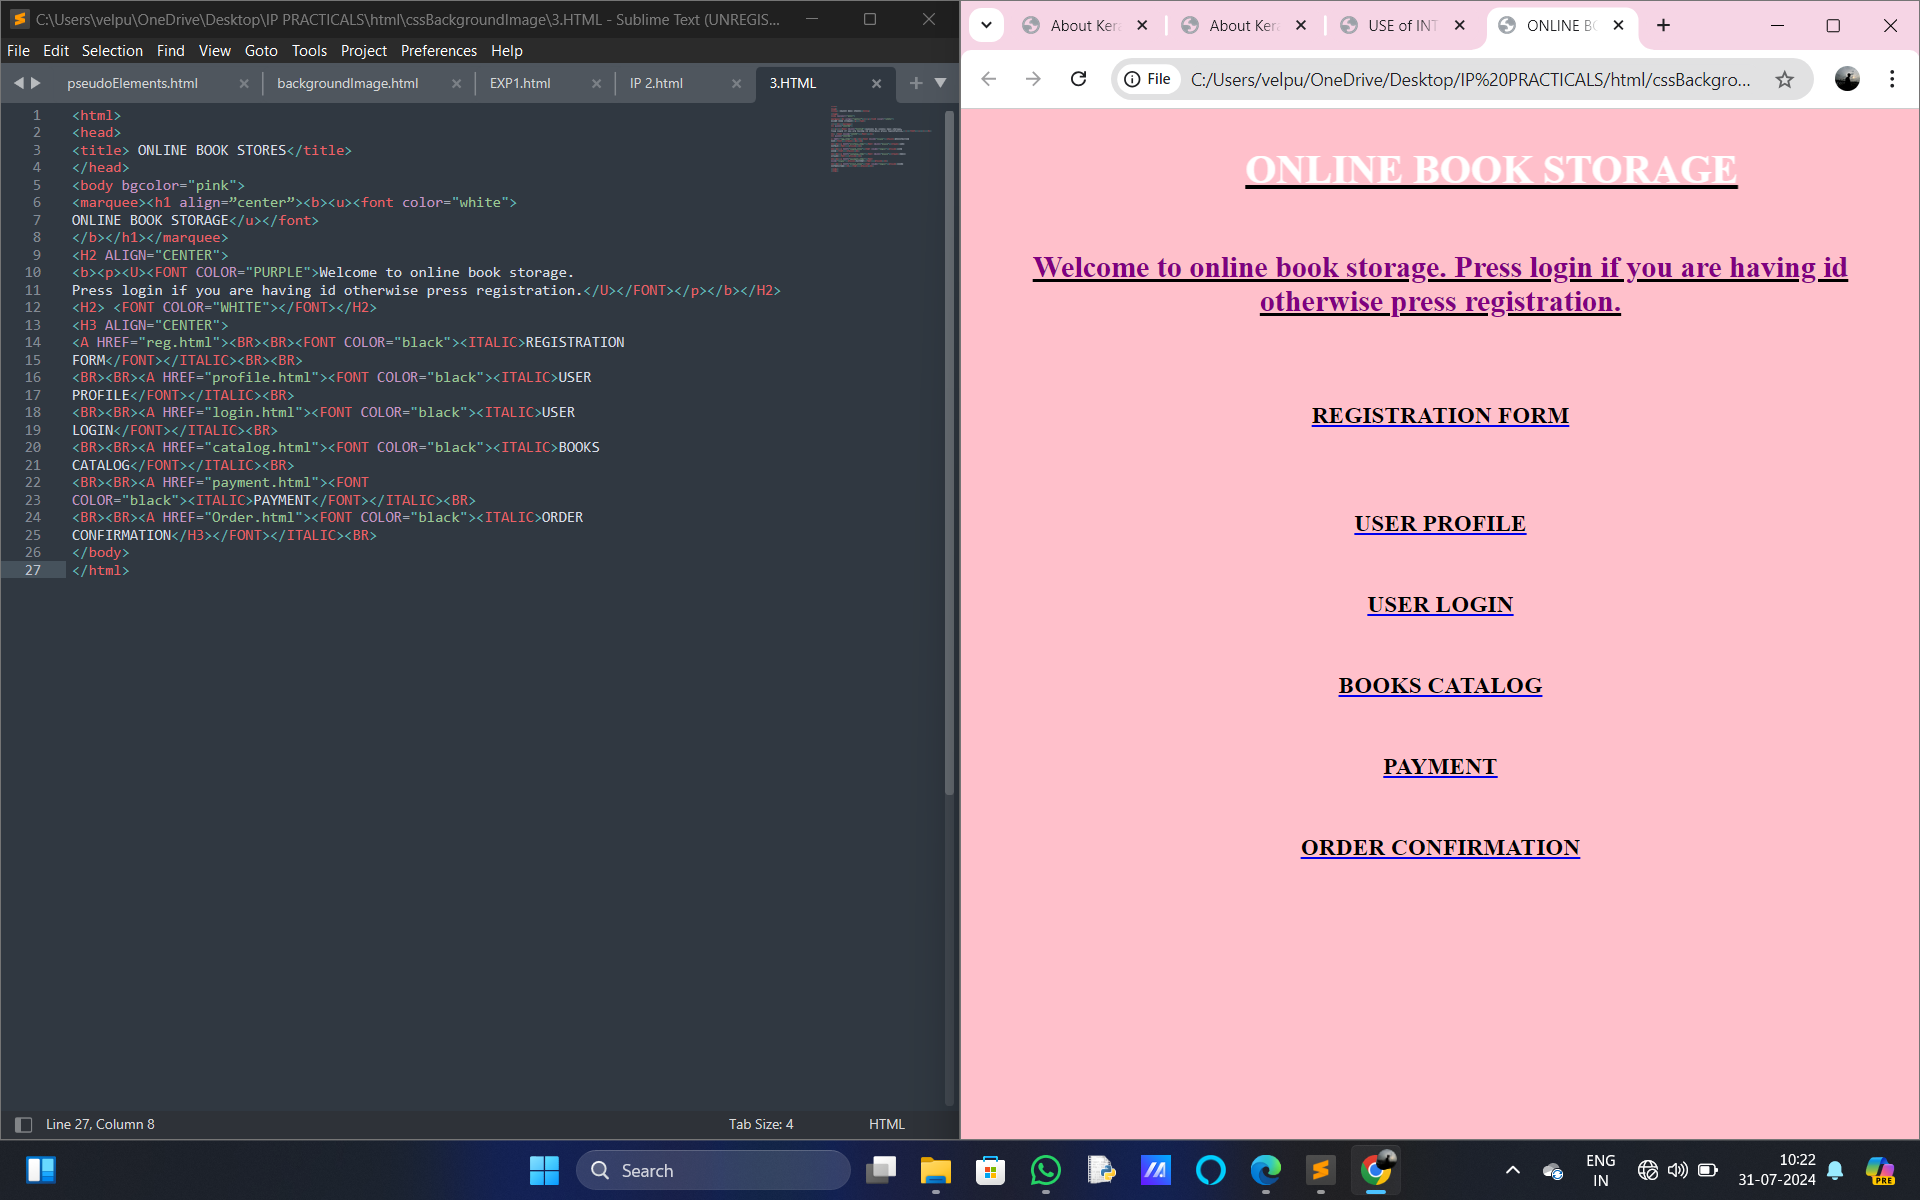 C:\Users\velpu\OneDrive\Desktop\IP PRACTICALS\html\cssBackgroundImage\3.HTML - Sublime Text (UNREGIS...
File Edit Selection Find View Goto Tools Project Preferences Help
pseudoElements.html backgroundImage.html EXP1.html IP 2.html 3.HTML
1 <html>
2 <head>
3 <title> ONLINE BOOK STORES</title>
4 </head>
5 <body bgcolor="pink">
6 <marquee><h1 align=”center”><b><u><font color="white">
7 ONLINE BOOK STORAGE</u></font>
8 </b></h1></marquee>
9 <H2 ALIGN="CENTER">
10 <b><p><U><FONT COLOR="PURPLE">Welcome to online book storage.
11 Press login if you are having id otherwise press registration.</U></FONT></p></b></H2>
12 <H2> <FONT COLOR="WHITE"></FONT></H2>
13 <H3 ALIGN="CENTER">
14 <A HREF="reg.html"><BR><BR><FONT COLOR="black"><ITALIC>REGISTRATION
15 FORM</FONT></ITALIC><BR><BR>
16 <BR><BR><A HREF="profile.html"><FONT COLOR="black"><ITALIC>USER
17 PROFILE</FONT></ITALIC><BR>
18 <BR><BR><A HREF="login.html"><FONT COLOR="black"><ITALIC>USER
19 LOGIN</FONT></ITALIC><BR>
20 <BR><BR><A HREF="catalog.html"><FONT COLOR="black"><ITALIC>BOOKS
21 CATALOG</FONT></ITALIC><BR>
22 <BR><BR><A HREF="payment.html"><FONT
23 COLOR="black"><ITALIC>PAYMENT</FONT></ITALIC><BR>
24 <BR><BR><A HREF="Order.html"><FONT COLOR="black"><ITALIC>ORDER
25 CONFIRMATION</H3></FONT></ITALIC><BR>
26 </body>
27 </html>
Line 27, Column 8 Tab Size: 4 HTML
About Kera About Kera USE of INT ONLINE BO
File C:/Users/velpu/OneDrive/Desktop/IP%20PRACTICALS/html/cssBackgro...
ONLINE BOOK STORAGE
Welcome to online book storage. Press login if you are having id
otherwise press registration.
REGISTRATION FORM
USER PROFILE
USER LOGIN
BOOKS CATALOG
PAYMENT
ORDER CONFIRMATION
Search
ENG
IN
10:22
31-07-2024
PRE